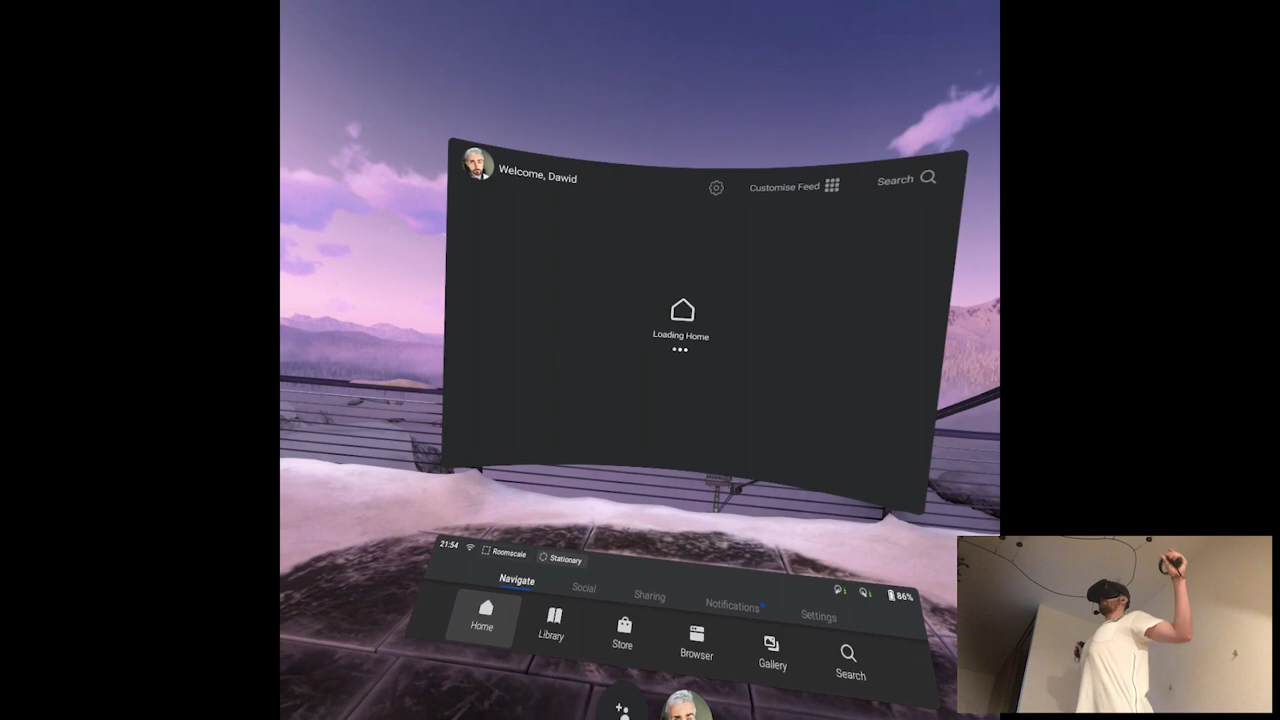 Welcome, Dawid
Customise Feed
Search
Loading Home
21:54
Roomscale
Stationary
86%
Navigate
Social
Sharing
Notifications
Settings
Home
Library
Store
Browser
Gallery
Search